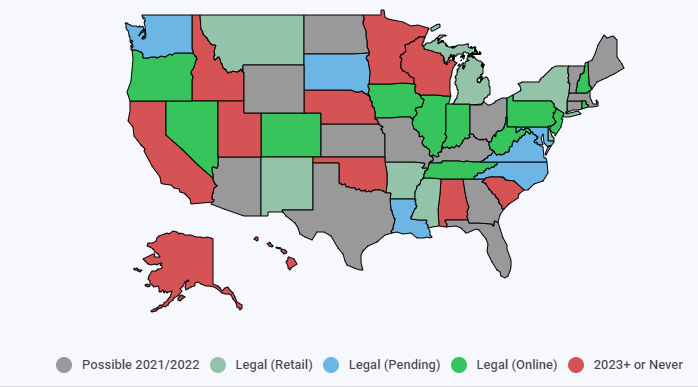 Possible 2021/2022 Legal (Retail) Legal (Pending) Legal (Online) 2023+ or Never